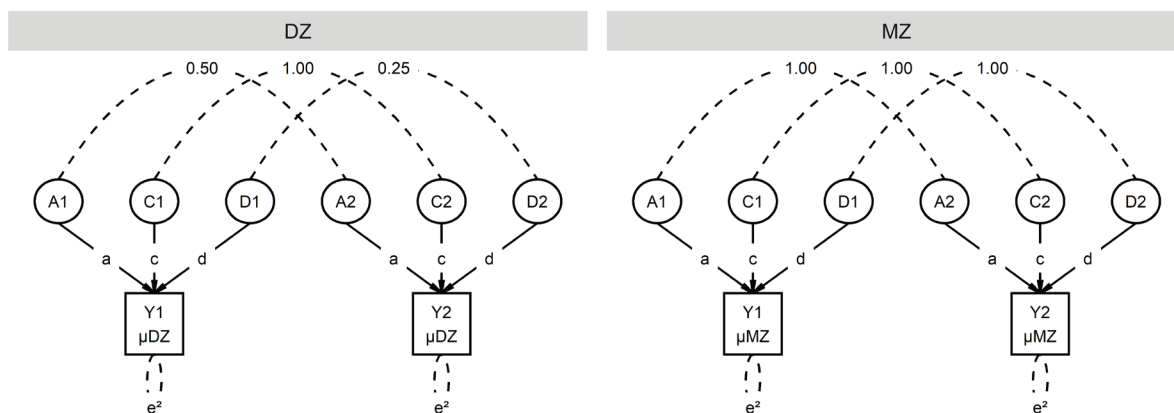 DZ
0.50 1.00 0.25
A1 C1 D1 A2 C2 D2
a c d a c d
Y1 Y2
µDZ µDZ
e² e²
MZ
1.00 1.00 1.00
A1 C1 D1 A2 C2 D2
a c d a c d
Y1 Y2
µMZ µMZ
e² e²